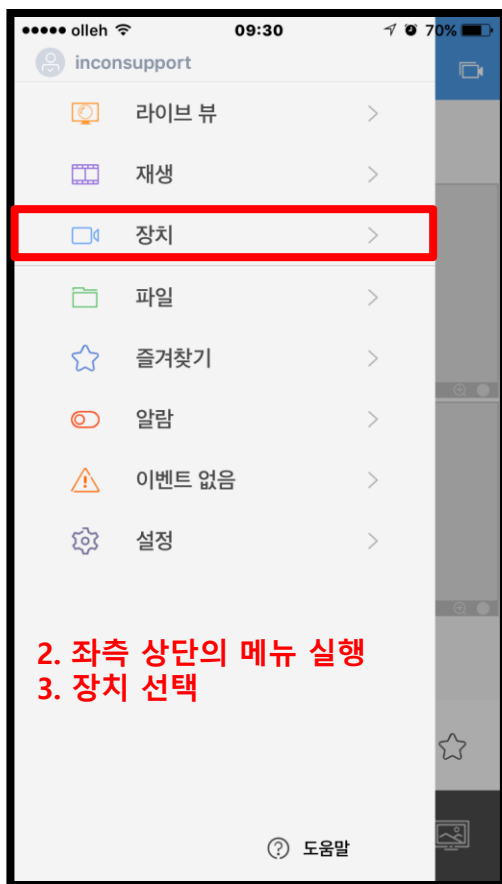 olleh 09:30 70%
inconsupport
라이브 뷰
재생
장치
파일
즐겨찾기
알람
이벤트 없음
설정
2. 좌측 상단의 메뉴 실행
3. 장치 선택
도움말